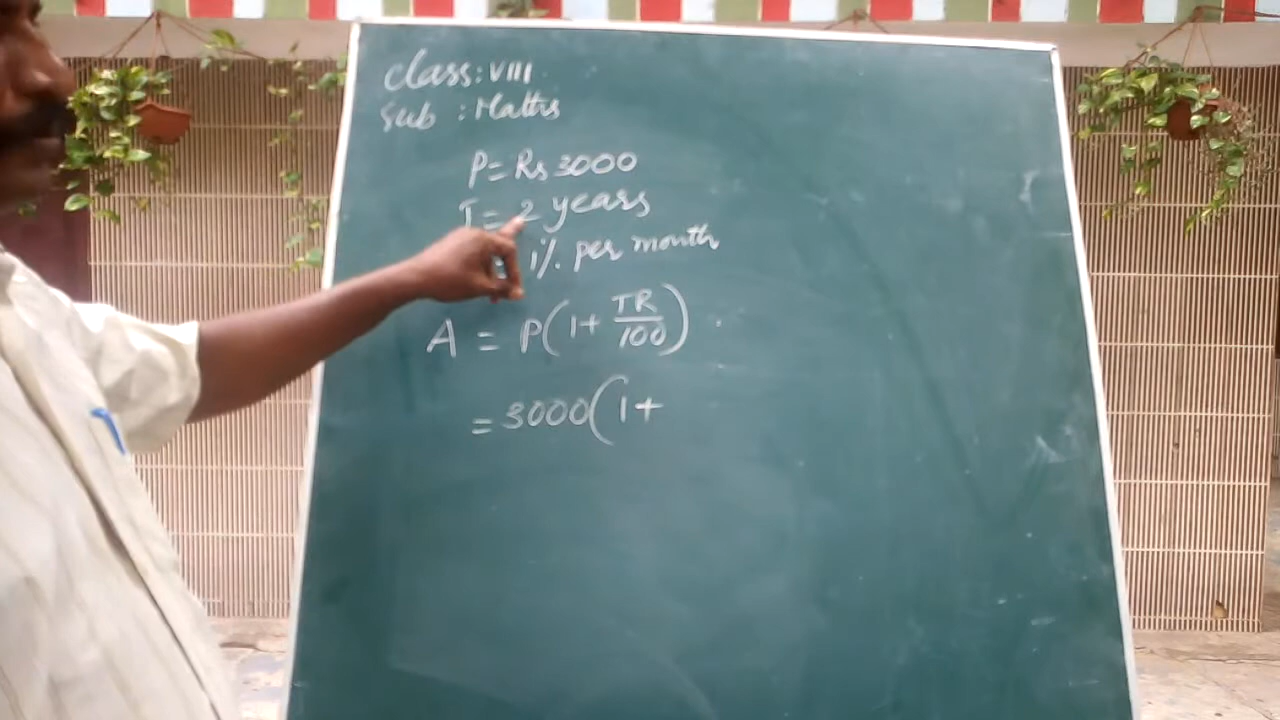 Class: VIII
Sub : Maths
P = Rs 3000
T = 2 years
1% per month
A = P(1 + TR/100)
= 3000(1 +